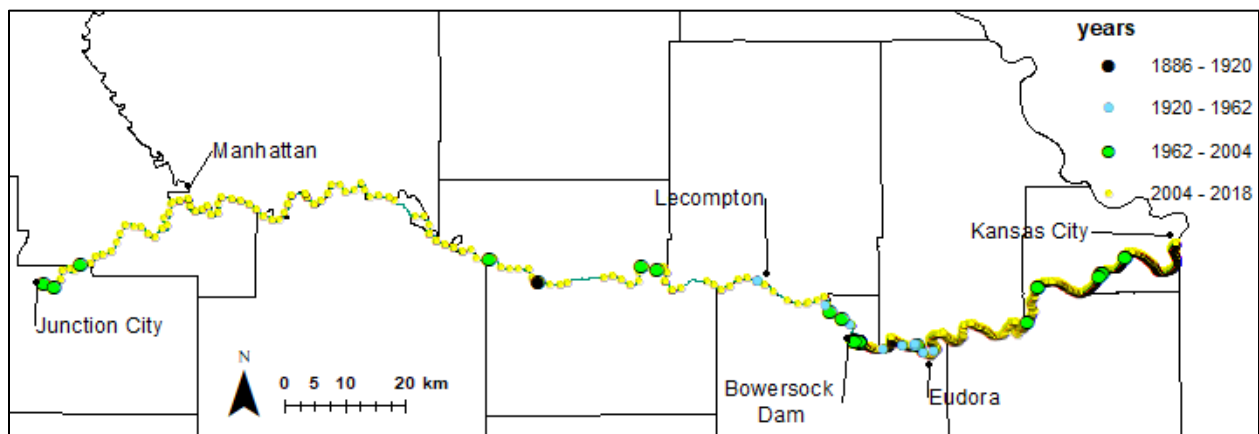 years
1886 - 1920
1920 - 1962
1962 - 2004
2004 - 2018
Manhattan
Lecompton
Kansas City
Junction City
N
0 5 10 20 km
Bowersock
Dam
Eudora